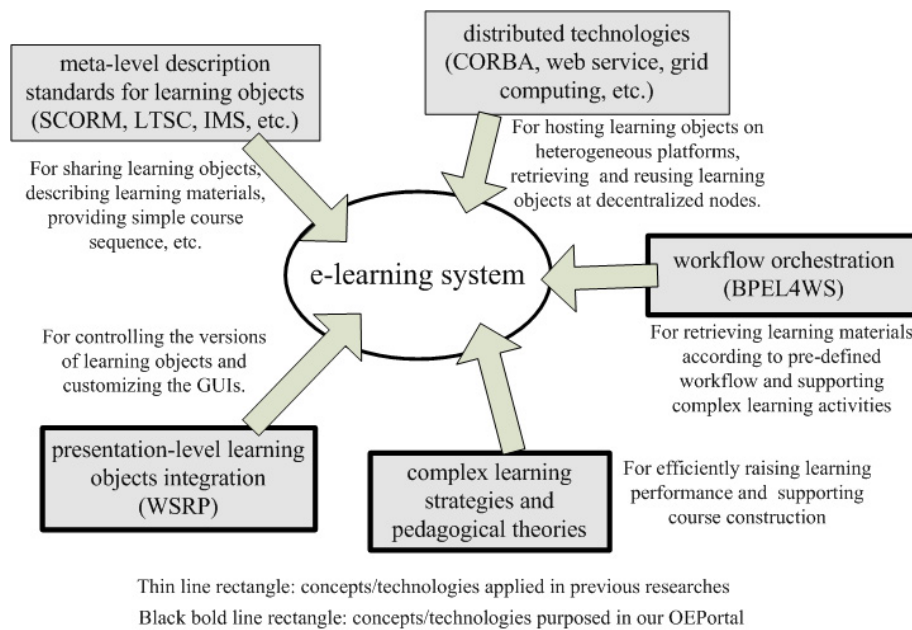 meta-level description
standards for learning objects
(SCORM, LTSC, IMS, etc.)
distributed technologies
(CORBA, web service, grid
computing, etc.)
For sharing learning objects,
describing learning materials,
providing simple course
sequence, etc.
For hosting learning objects on
heterogeneous platforms,
retrieving and reusing learning
objects at decentralized nodes.
e-learning system
workflow orchestration
(BPEL4WS)
For retrieving learning materials
according to pre-defined
workflow and supporting
complex learning activities
For controlling the versions
of learning objects and
customizing the GUIs.
presentation-level learning
objects integration
(WSRP)
complex learning
strategies and
pedagogical theories
For efficiently raising learning
performance and supporting
course construction
Thin line rectangle: concepts/technologies applied in previous researches
Black bold line rectangle: concepts/technologies purposed in our OEPortal